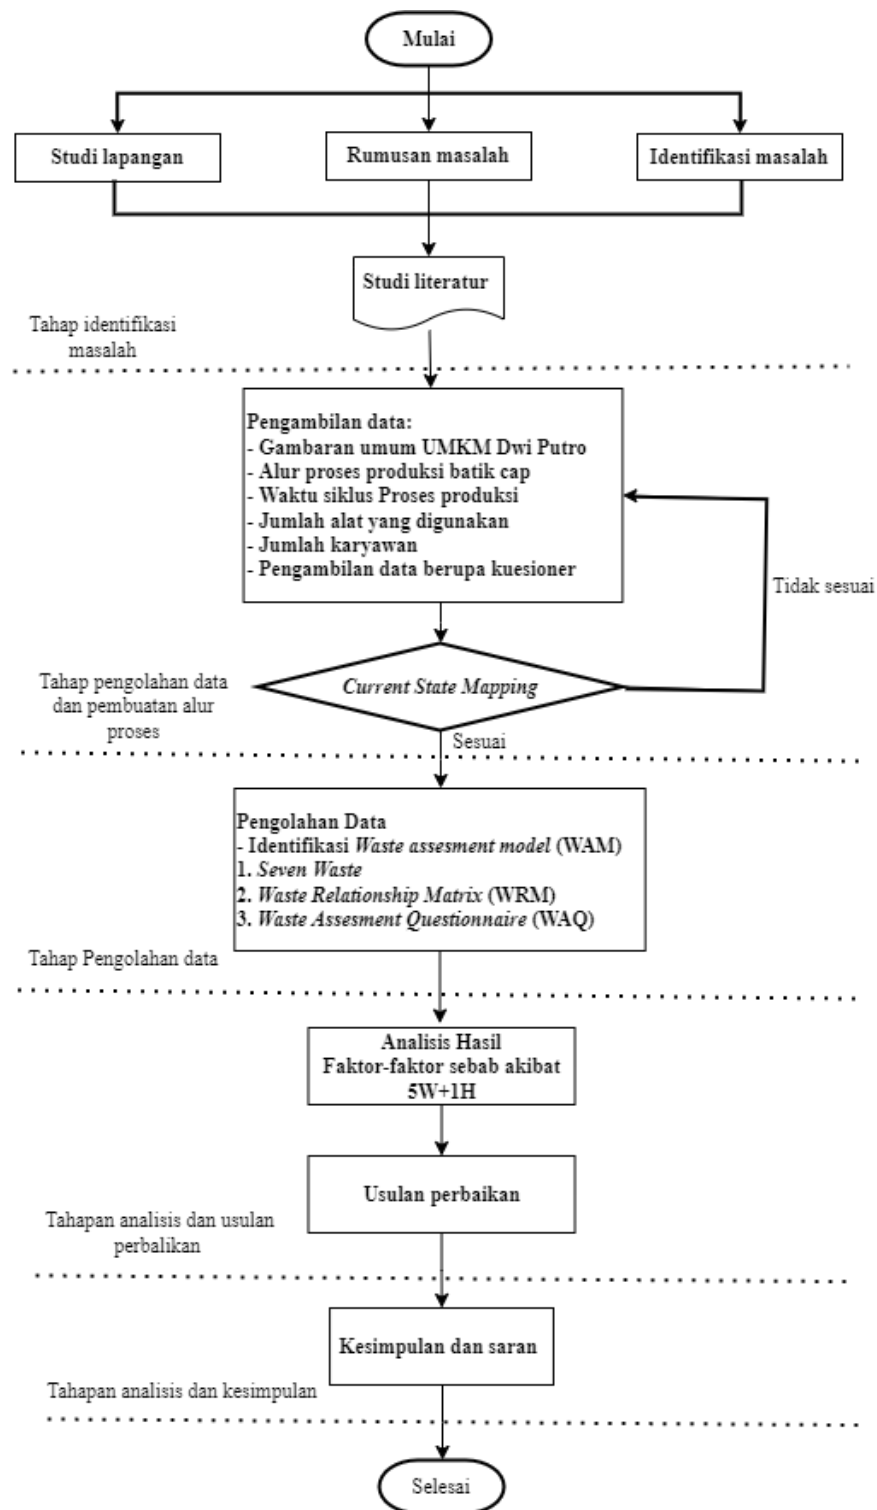 Mulai
Studi lapangan
Rumusan masalah
Identifikasi masalah
Studi literatur
Tahap identifikasi
masalah
Pengambilan data:
- Gambaran umum UMKM Dwi Putro
- Alur proses produksi batik cap
- Waktu siklus Proses produksi
- Jumlah alat yang digunakan
- Jumlah karyawan
- Pengambilan data berupa kuesioner
Tidak sesuai
Tahap pengolahan data
dan pembuatan alur
proses
Current State Mapping
Sesuai
Pengolahan Data
- Identifikasi Waste assesment model (WAM)
1. Seven Waste
2. Waste Relationship Matrix (WRM)
3. Waste Assesment Questionnaire (WAQ)
Tahap Pengolahan data
Analisis Hasil
Faktor-faktor sebab akibat
5W+1H
Usulan perbaikan
Tahapan analisis dan usulan
perbalikan
Kesimpulan dan saran
Tahapan analisis dan kesimpulan
Selesai